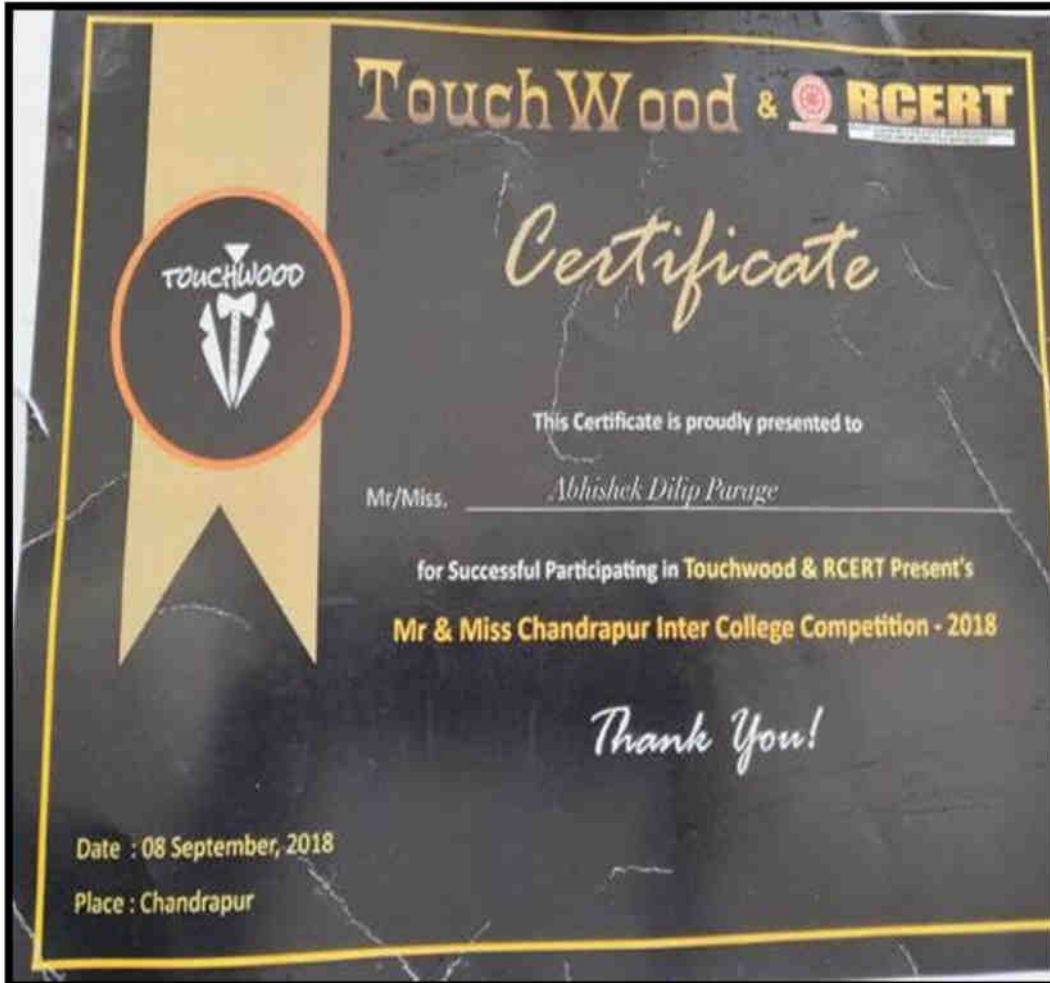 TouchWood & RCERT
TOUCHWOOD
Certificate
This Certificate is proudly presented to
Mr/Miss. Abhishek Dilip Parage
for Successful Participating in Touchwood & RCERT Present's
Mr & Miss Chandrapur Inter College Competition - 2018
Thank You!
Date : 08 September, 2018
Place : Chandrapur